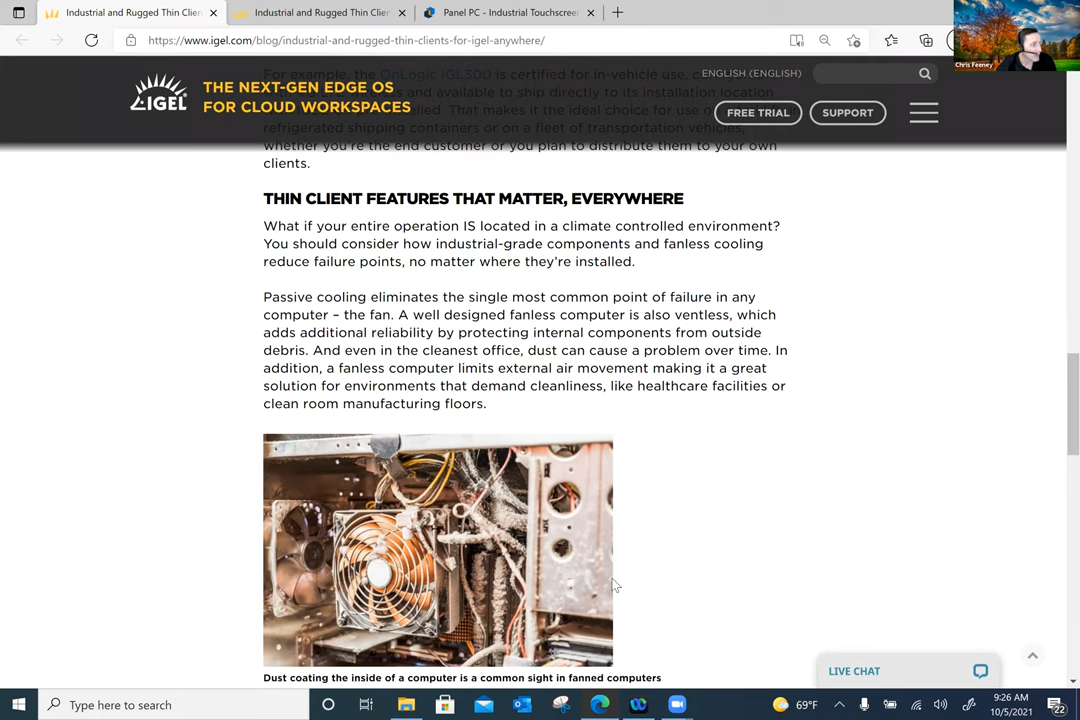 Industrial and Rugged Thin Clien
Industrial and Rugged Thin Clien
Panel PC - Industrial Touchscreen
https://www.igel.com/blog/industrial-and-rugged-thin-clients-for-igel-anywhere/
Chris Feeney
IGEL
THE NEXT-GEN EDGE OS
FOR CLOUD WORKSPACES
ENGLISH (ENGLISH)
FREE TRIAL
SUPPORT
For example, the OnLogic IGL300 is certified for in-vehicle use,
and available to ship directly to its installation location
That makes it the ideal choice for use
refrigerated shipping containers or on a fleet of transportation vehicles,
whether you're the end customer or you plan to distribute them to your own
clients.
THIN CLIENT FEATURES THAT MATTER, EVERYWHERE
What if your entire operation IS located in a climate controlled environment?
You should consider how industrial-grade components and fanless cooling
reduce failure points, no matter where they're installed.
Passive cooling eliminates the single most common point of failure in any
computer – the fan. A well designed fanless computer is also ventless, which
adds additional reliability by protecting internal components from outside
debris. And even in the cleanest office, dust can cause a problem over time. In
addition, a fanless computer limits external air movement making it a great
solution for environments that demand cleanliness, like healthcare facilities or
clean room manufacturing floors.
Dust coating the inside of a computer is a common sight in fanned computers
LIVE CHAT
Type here to search
69°F
9:26 AM
10/5/2021
22